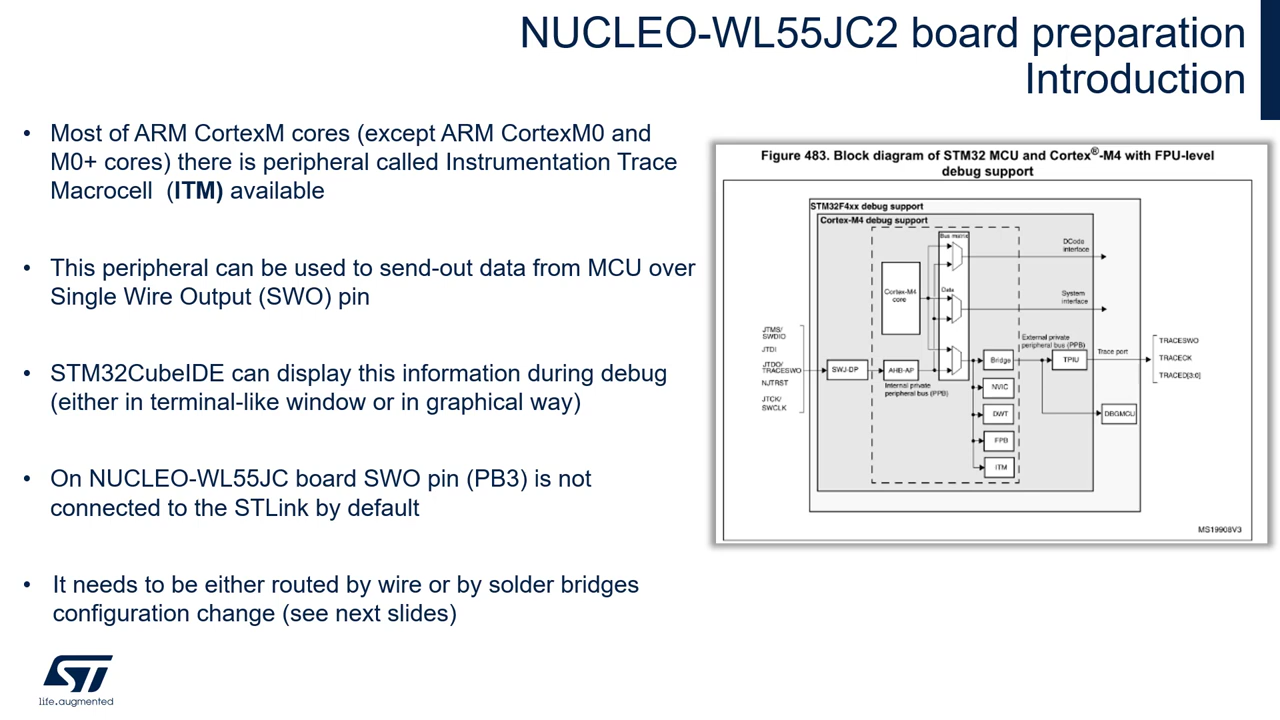 NUCLEO-WL55JC2 board preparation
Introduction
• Most of ARM CortexM cores (except ARM CortexM0 and
M0+ cores) there is peripheral called Instrumentation Trace
Macrocell (ITM) available
• This peripheral can be used to send-out data from MCU over
Single Wire Output (SWO) pin
• STM32CubeIDE can display this information during debug
(either in terminal-like window or in graphical way)
• On NUCLEO-WL55JC board SWO pin (PB3) is not
connected to the STLink by default
• It needs to be either routed by wire or by solder bridges
configuration change (see next slides)
Figure 483. Block diagram of STM32 MCU and Cortex®-M4 with FPU-level
debug support
STM32F4xx debug support
Cortex-M4 debug support
Bus matrix
DCode
interface
Cortex-M4
core
Data
System
interface
JTMS/
SWDIO
JTDI
JTDO/
TRACESWO
NJTRST
JTCK/
SWCLK
SWJ-DP
AHB-AP
Internal private
peripheral bus (PPB)
Bridge
NVIC
DWT
FPB
ITM
External private
peripheral bus (PPB)
TPIU
Trace port
DBGMCU
TRACESWO
TRACECK
TRACED[3:0]
MS19908V3
ST
life.augmented